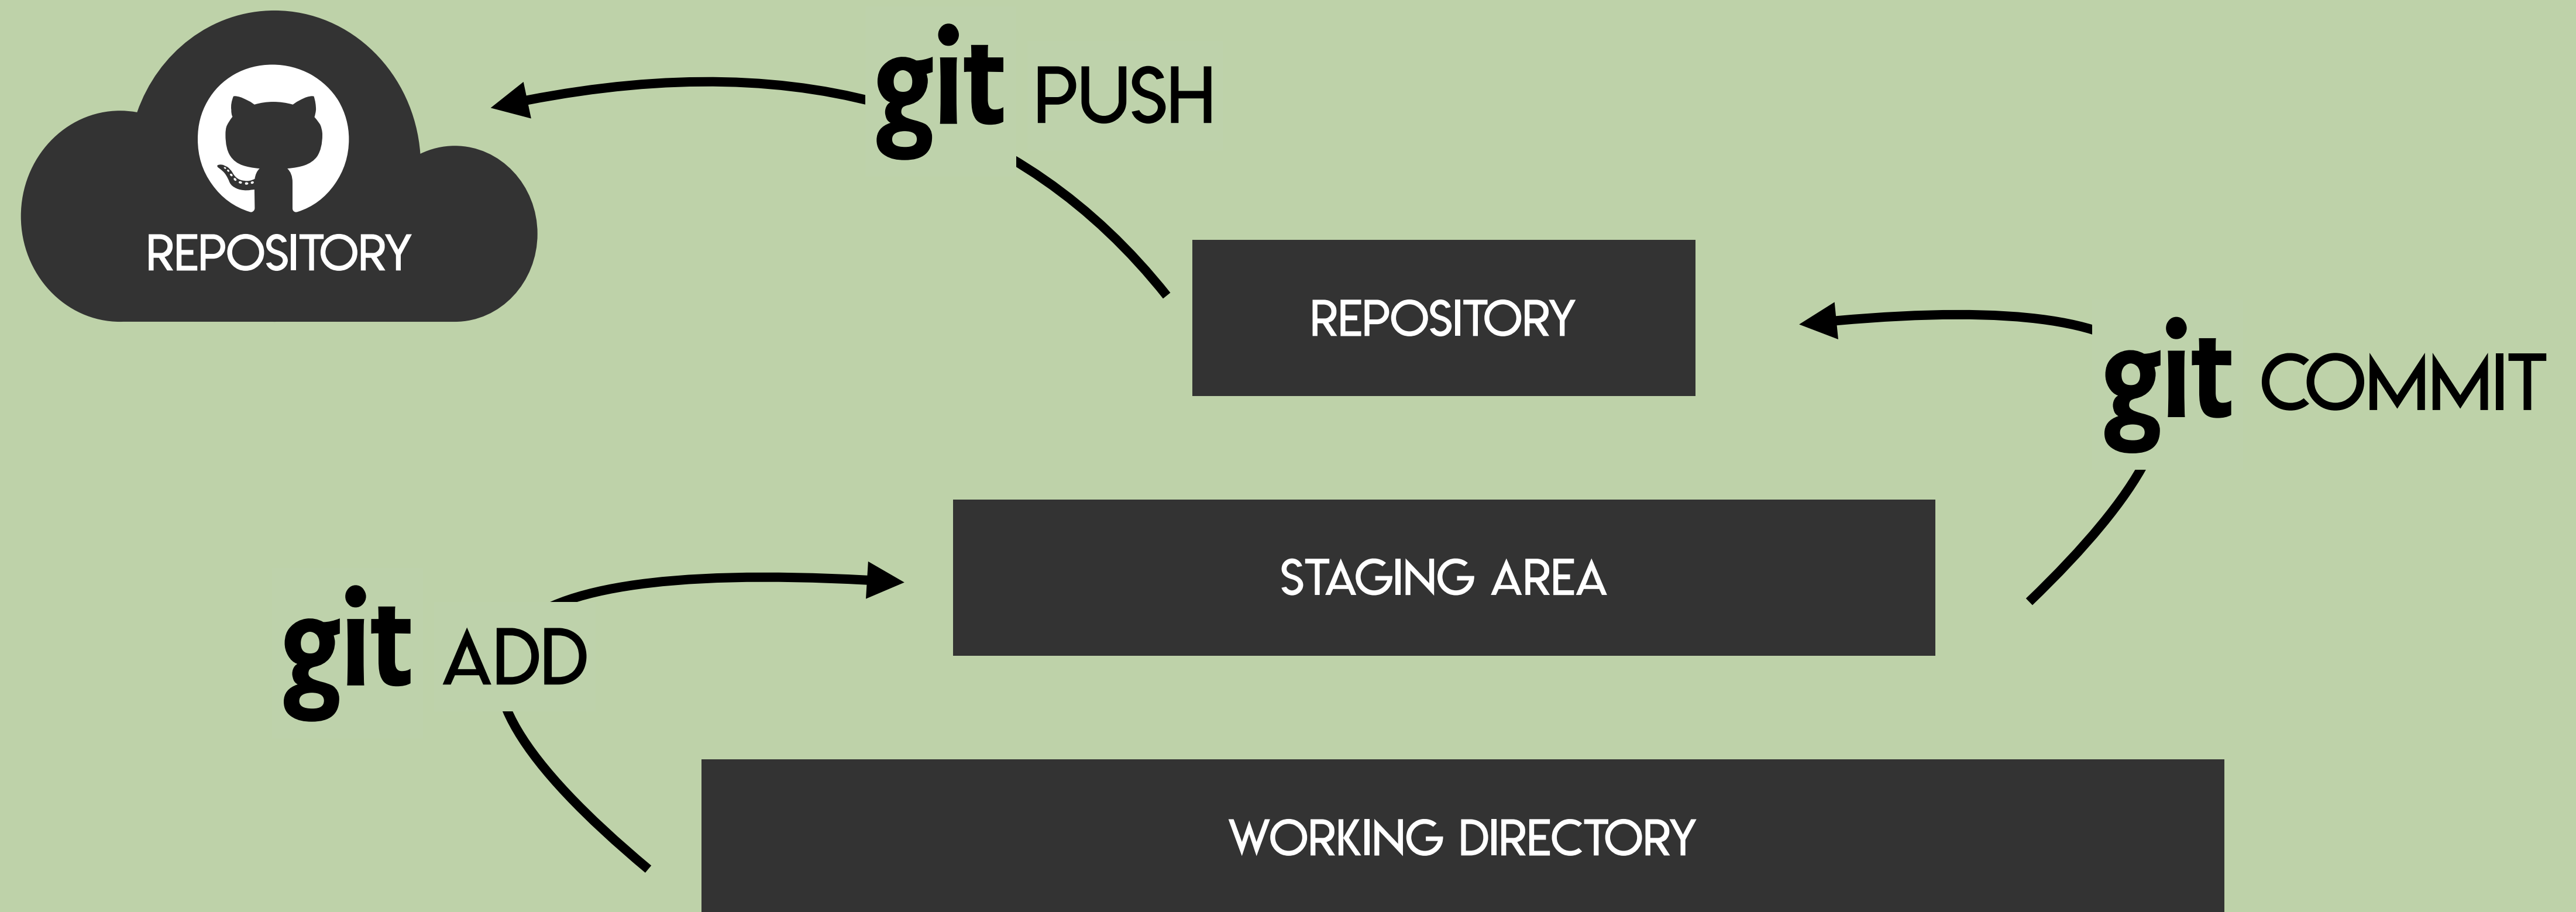 git PUSH
REPOSITORY
REPOSITORY
git COMMIT
STAGING AREA
git ADD
WORKING DIRECTORY